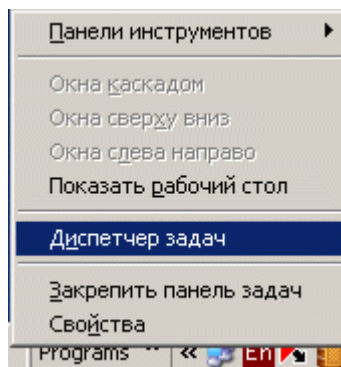 Панели инструментов
Окна каскадом
Окна сверху вниз
Окна слева направо
Показать рабочий стол
Диспетчер задач
Закрепить панель задач
Свойства
Programs » « En